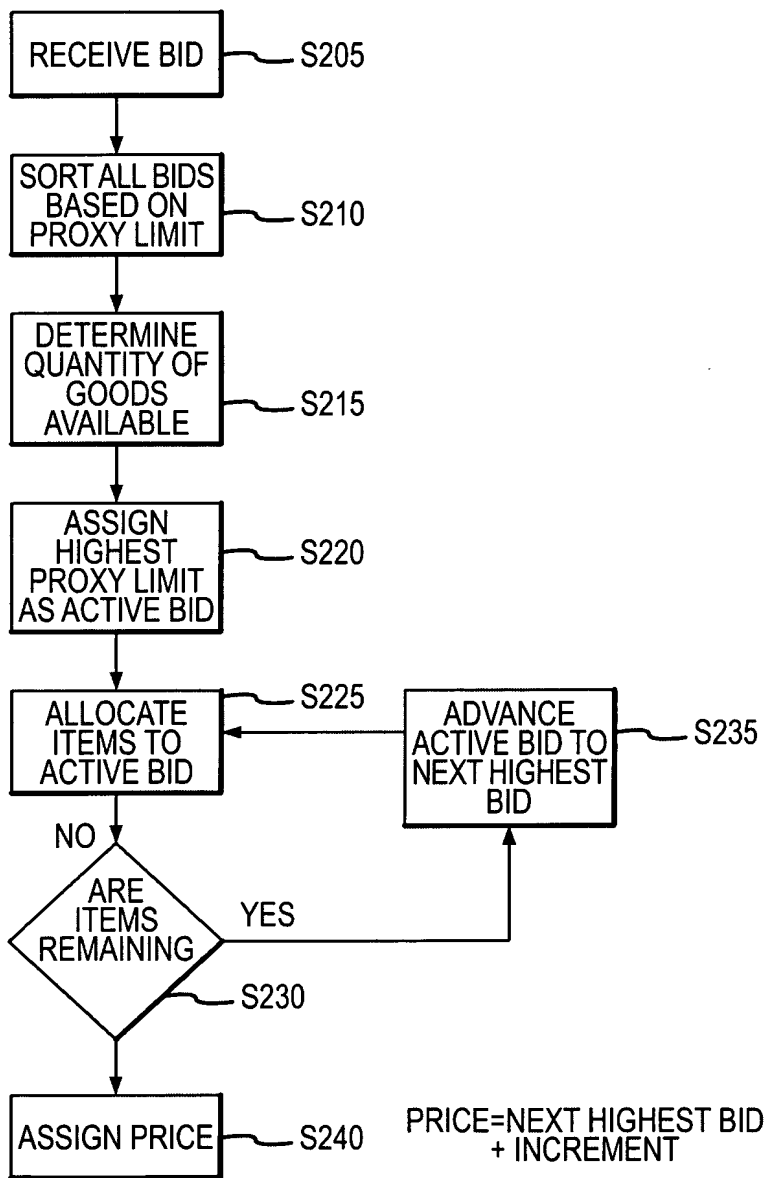 RECEIVE BID
S205
SORT ALL BIDS
BASED ON
PROXY LIMIT
S210
DETERMINE
QUANTITY OF
GOODS
AVAILABLE
S215
ASSIGN
HIGHEST
PROXY LIMIT
AS ACTIVE BID
S220
ALLOCATE
ITEMS TO
ACTIVE BID
S225
ADVANCE
ACTIVE BID TO
NEXT HIGHEST
BID
S235
NO
ARE
ITEMS
REMAINING
YES
S230
ASSIGN PRICE
S240
PRICE=NEXT HIGHEST BID
+ INCREMENT